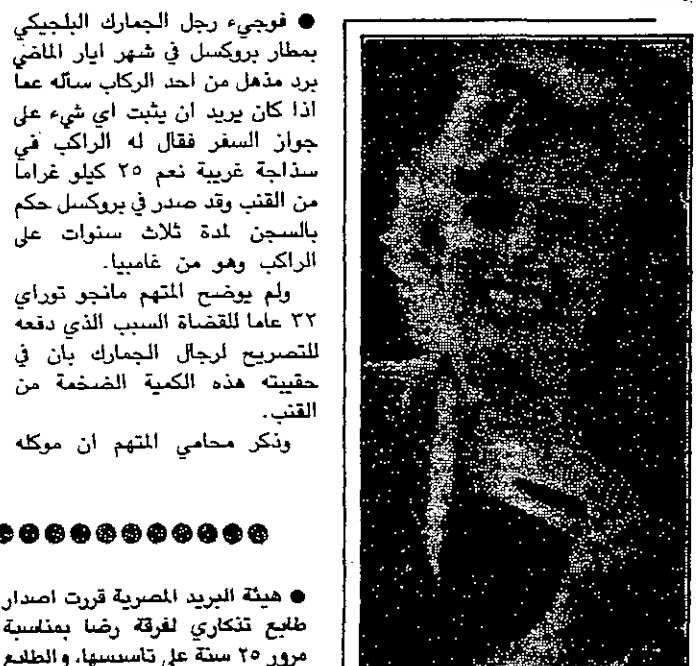 ● فوجيء رجل الجمارك البلجيكي
بمطار بروكسل في شهر ايار الماضي
برد مذهل من احد الركاب سأله عما
اذا كان يريد ان يثبت اي شيء على
جواز السفر فقال له الراكب في
سذاجة غريبة نعم ٢٥ كيلو غراما
من القنب وقد صدر في بروكسل حكم
بالسجن لمدة ثلاث سنوات على
الراكب وهو من غامبيا.
ولم يوضح المتهم مانجو توراي
٣٢ عاما للقضاة السبب الذي دفعه
للتصريح لرجال الجمارك بان في
حقيبته هذه الكمية الضخمة من
القنب.
وذكر محامي المتهم ان موكله
● هيئة البريد المصرية قررت اصدار
طابع تذكاري لفرقة رضا بمناسبة
مرور ٢٥ سنة على تاسيسها، والطابع